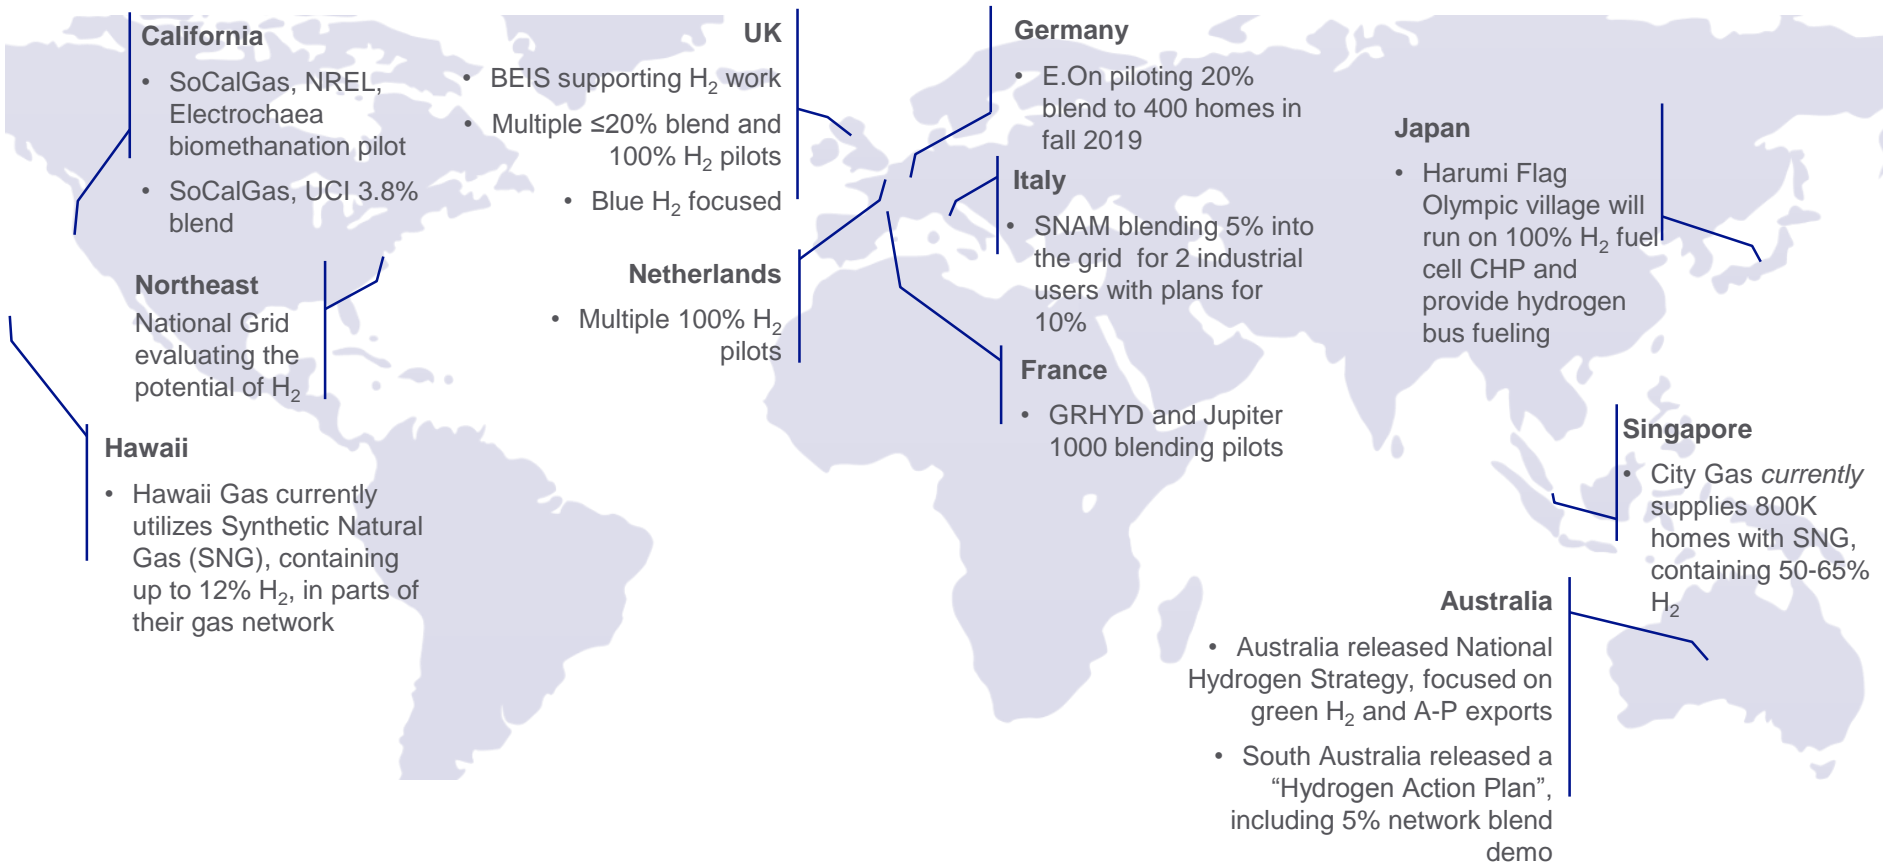 California
• SoCalGas, NREL,
Electrochaea
biomethanation pilot
• SoCalGas, UCI 3.8%
blend
Northeast
National Grid
evaluating the
potential of H₂
Hawaii
• Hawaii Gas currently
utilizes Synthetic Natural
Gas (SNG), containing
up to 12% H₂, in parts of
their gas network
UK
• BEIS supporting H₂ work
• Multiple ≤20% blend and
100% H₂ pilots
• Blue H₂ focused
Netherlands
• Multiple 100% H₂
pilots
Germany
• E.On piloting 20%
blend to 400 homes in
fall 2019
Italy
• SNAM blending 5% into
the grid for 2 industrial
users with plans for
10%
France
• GRHYD and Jupiter
1000 blending pilots
Japan
• Harumi Flag
Olympic village will
run on 100% H₂ fuel
cell CHP and
provide hydrogen
bus fueling
Singapore
• City Gas currently
supplies 800K
homes with SNG,
containing 50-65%
H₂
Australia
• Australia released National
Hydrogen Strategy, focused on
green H₂ and A-P exports
• South Australia released a
“Hydrogen Action Plan”,
including 5% network blend
demo